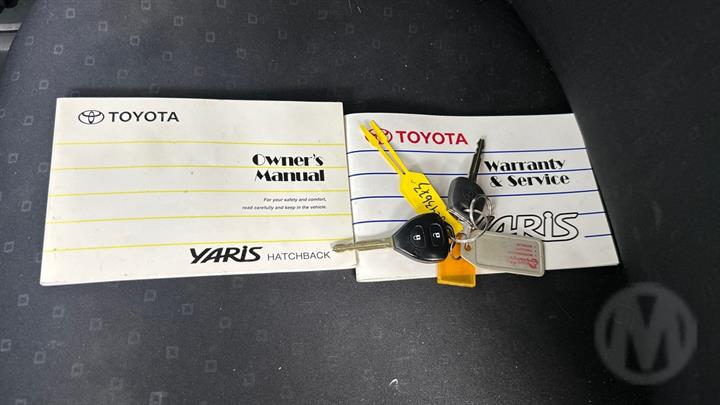 TOYOTA
Owner's
Manual
For your safety and comfort,
read carefully and keep in the vehicle.
YARIS HATCHBACK
TOYOTA
Warranty
& Service
YARIS
M